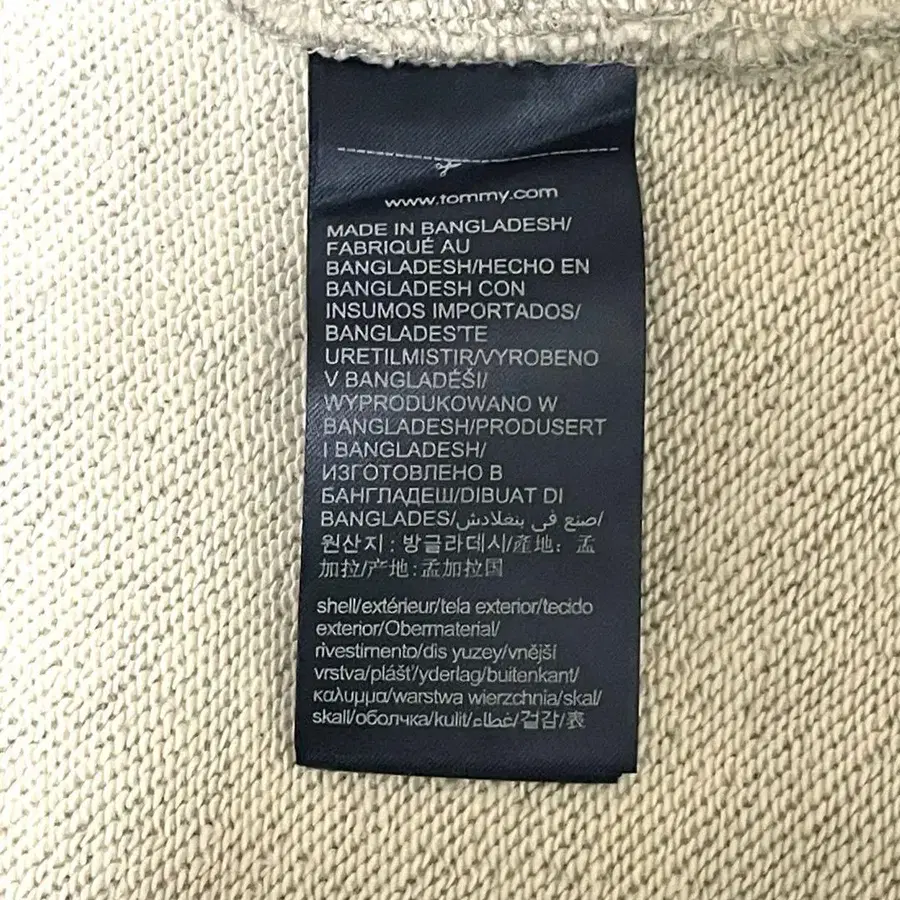 www.tommy.com
MADE IN BANGLADESH/
FABRIQUÉ AU
BANGLADESH/HECHO EN
BANGLADESH CON
INSUMOS IMPORTADOS/
BANGLADEŞ'TE
URETILMISTIR/VYROBENO
V BANGLADÉŠI/
WYPRODUKOWANO W
BANGLADESH/PRODUSERT
I BANGLADESH/
ИЗГОТОВЛЕНО В
БАНГЛАДЕШ/DIBUAT DI
BANGLADES/صنع في بنغلادش/
원산지 : 방글라데시/產地: 孟
加拉/产地:孟加拉国
shell/extérieur/tela exterior/tecido
exterior/Obermaterial/
rivestimento/dis yuzey/vnější
vrstva/plášť/yderlag/buitenkant/
καλυμμα/warstwa wierzchnia/skal/
skall/оболчка/kulit/غطاء/겉감/表